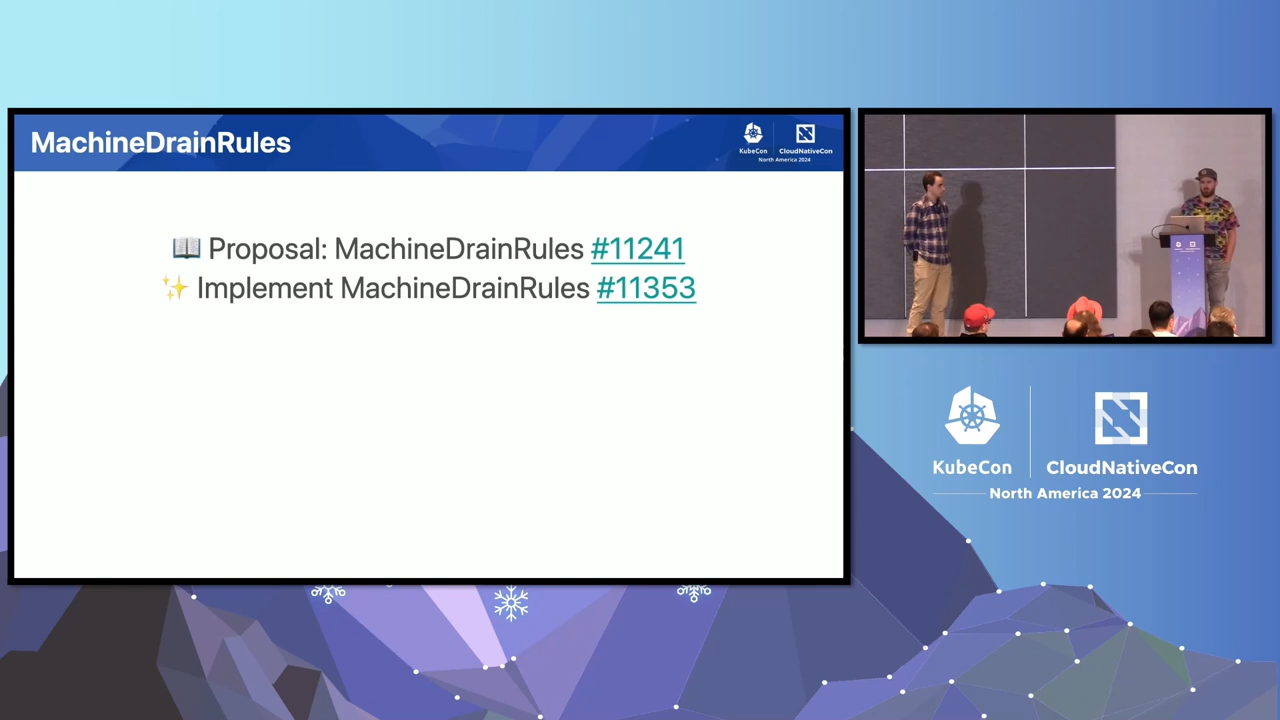 MachineDrainRules
KubeCon
CloudNativeCon
North America 2024
📖 Proposal: MachineDrainRules #11241
✨ Implement MachineDrainRules #11353
KubeCon
CloudNativeCon
North America 2024